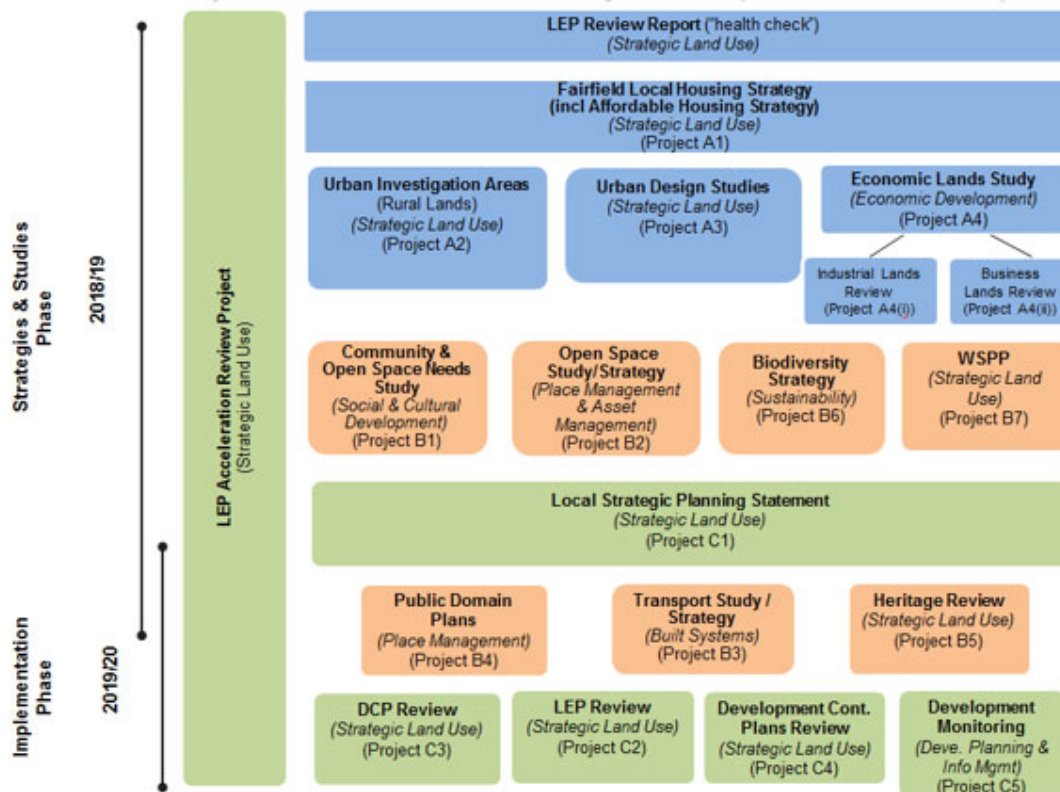 LEP Review Report ("health check")
(Strategic Land Use)
Fairfield Local Housing Strategy
(incl Affordable Housing Strategy)
(Strategic Land Use)
(Project A1)
Urban Investigation Areas
(Rural Lands)
(Strategic Land Use)
(Project A2)
Urban Design Studies
(Strategic Land Use)
(Project A3)
Economic Lands Study
(Economic Development)
(Project A4)
Industrial Lands
Review
(Project A4(i))
Business
Lands Review
(Project A4(ii))
Community &
Open Space Needs
Study
(Social & Cultural
Development)
(Project B1)
Open Space
Study/Strategy
(Place Management
& Asset
Management)
(Project B2)
Biodiversity
Strategy
(Sustainability)
(Project B6)
WSPP
(Strategic Land
Use)
(Project B7)
Local Strategic Planning Statement
(Strategic Land Use)
(Project C1)
Public Domain
Plans
(Place Management)
(Project B4)
Transport Study /
Strategy
(Built Systems)
(Project B3)
Heritage Review
(Strategic Land Use)
(Project B5)
DCP Review
(Strategic Land Use)
(Project C3)
LEP Review
(Strategic Land Use)
(Project C2)
Development Cont.
Plans Review
(Strategic Land Use)
(Project C4)
Development
Monitoring
(Deve. Planning &
Info Mgmt)
(Project C5)
LEP Acceleration Review Project
(Strategic Land Use)
Strategies & Studies
Phase
2018/19
Implementation
Phase
2019/20